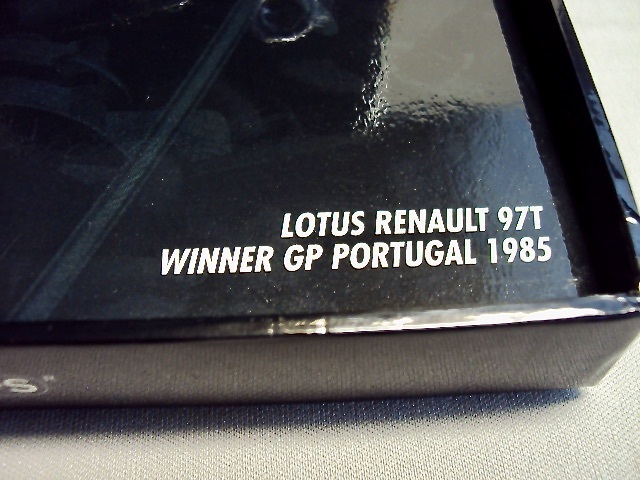 LOTUS RENAULT 97T
WINNER GP PORTUGAL 1985